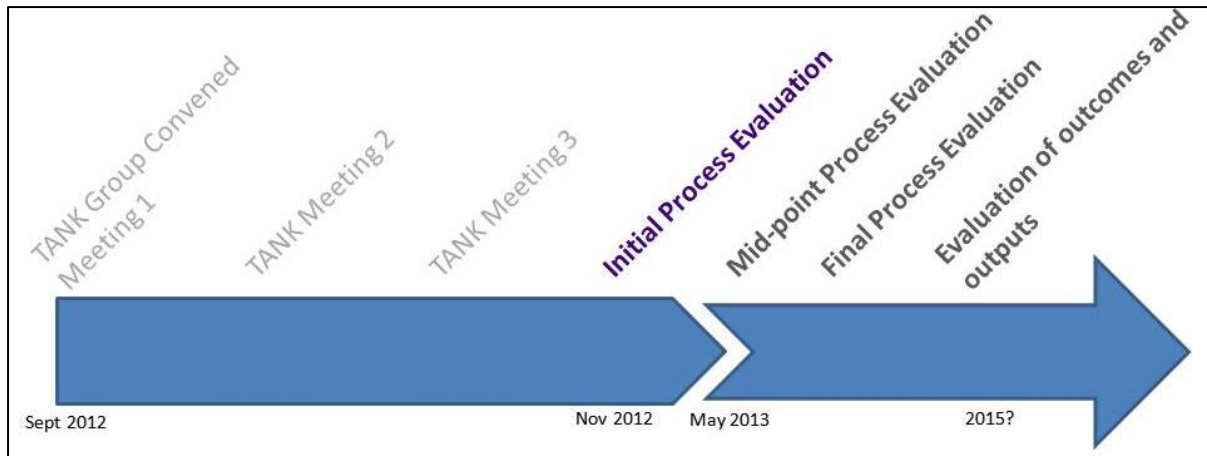 TANK Group Convened
Meeting 1
TANK Meeting 2
TANK Meeting 3
Initial Process Evaluation
Mid-point Process Evaluation
Final Process Evaluation
Evaluation of outcomes and
outputs
Sept 2012
Nov 2012
May 2013
2015?